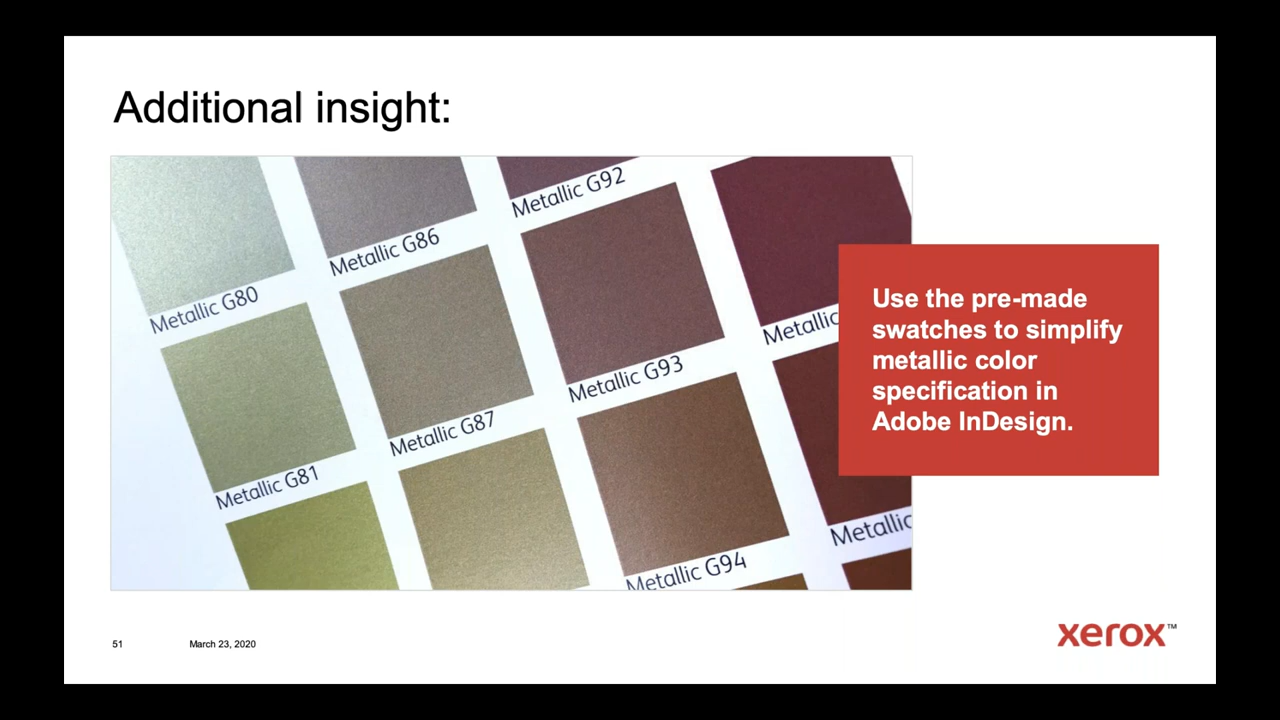 Additional insight:
Metallic G92
Metallic G86
Metallic G80
Metallic
Metallic G93
Metallic G87
Metallic G81
Metallic
Metallic G94
Use the pre-made
swatches to simplify
metallic color
specification in
Adobe InDesign.
51
March 23, 2020
xerox™